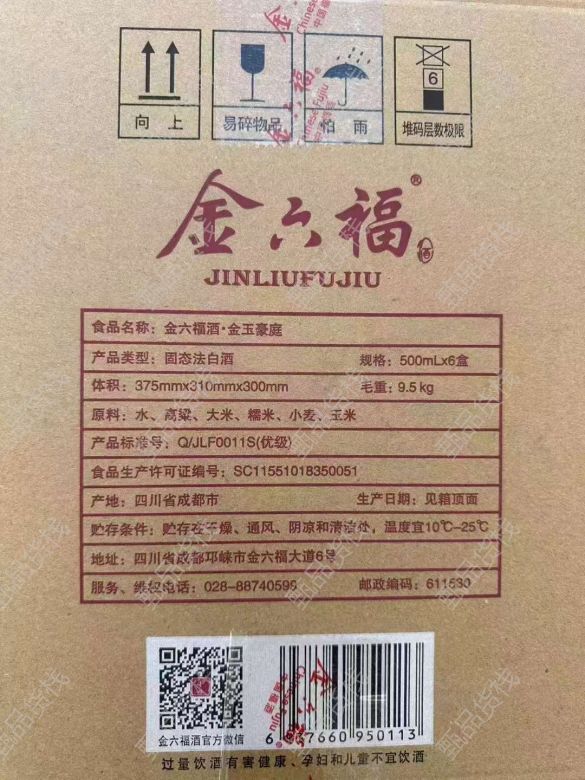 向上
易碎物品
怕雨
6
堆码层数极限
Chinese Fujiu
金六福®
JINLIUFUJIU
食品名称：金六福酒·金玉豪庭
产品类型：固态法白酒 规格：500mLx6盒
体积：375mmx310mmx300mm 毛重：9.5kg
原料：水、高粱、大米、糯米、小麦、玉米
产品标准号：Q/JLF0011S(优级)
食品生产许可证编号：SC11551018350051
产地：四川省成都市 生产日期：见箱顶面
贮存条件：贮存在干燥、通风、阴凉和清洁处，温度宜10℃-25℃
地址：四川省成都邛崃市金六福大道6号
服务、维权电话：028-88740596 邮政编码：611530
金六福酒官方微信
950113
过量饮酒有害健康、孕妇和儿童不宜饮酒
甄品货栈